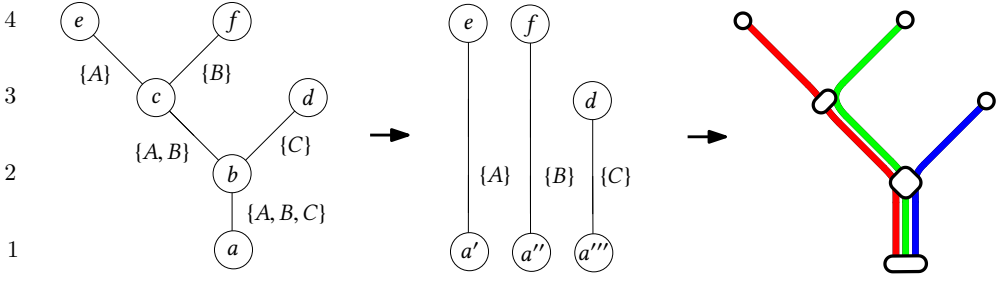 4 e f e f
{A} {B}
3 c d d
{A, B} {C}
2 b {A} {B} {C}
{A, B, C}
1 a a′ a″ a‴